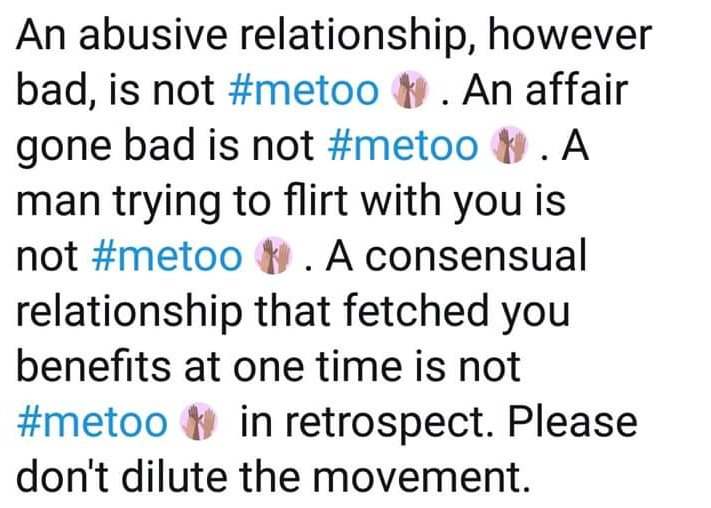 An abusive relationship, however
bad, is not #metoo . An affair
gone bad is not #metoo . A
man trying to flirt with you is
not #metoo . A consensual
relationship that fetched you
benefits at one time is not
#metoo in retrospect. Please
don't dilute the movement.